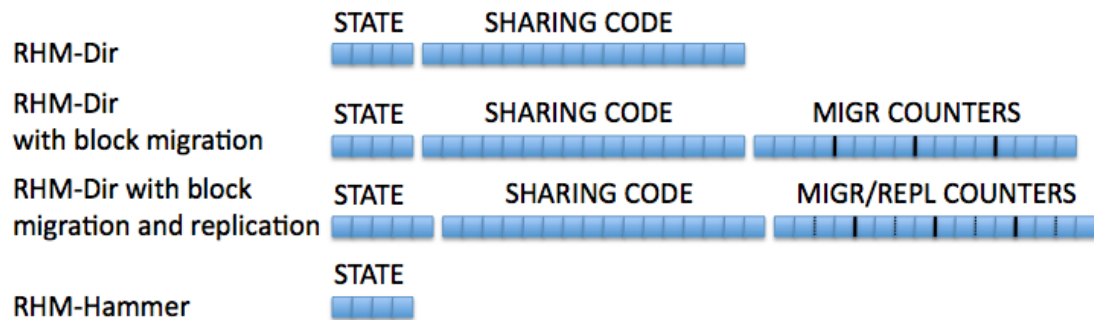 STATE SHARING CODE
RHM-Dir
RHM-Dir
with block migration
STATE SHARING CODE MIGR COUNTERS
RHM-Dir with block
migration and replication
STATE SHARING CODE MIGR/REPL COUNTERS
STATE
RHM-Hammer